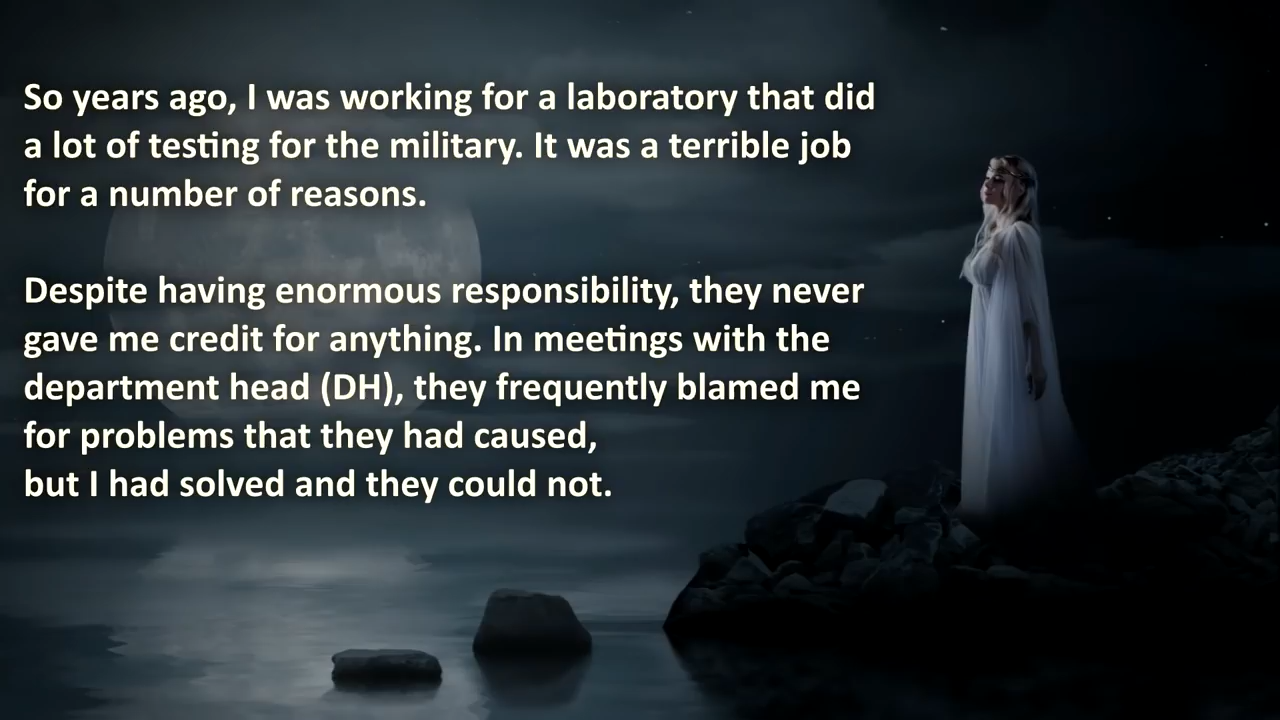 So years ago, I was working for a laboratory that did
a lot of testing for the military. It was a terrible job
for a number of reasons.
Despite having enormous responsibility, they never
gave me credit for anything. In meetings with the
department head (DH), they frequently blamed me
for problems that they had caused,
but I had solved and they could not.